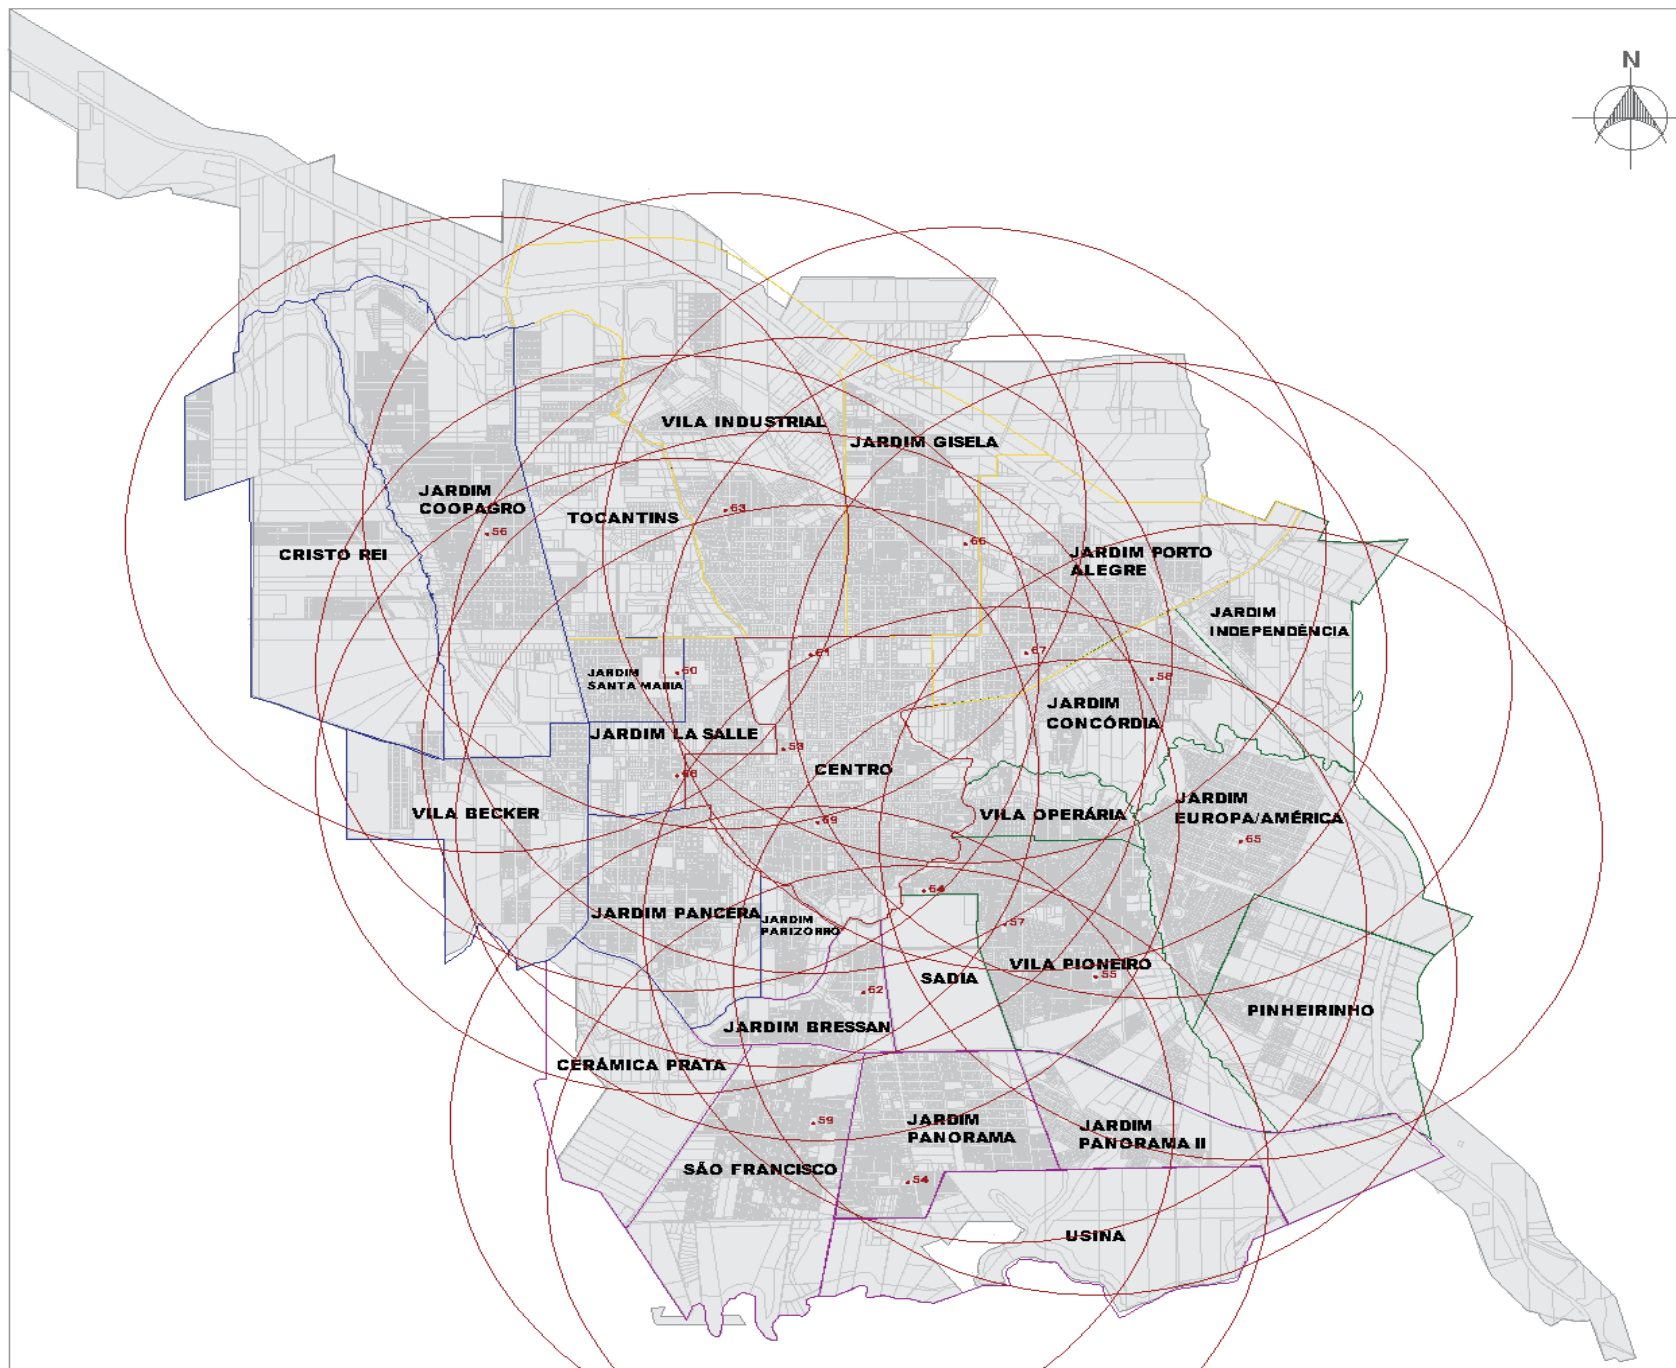 N
VILA INDUSTRIAL
JARDIM GISELA
JARDIM
COOPAGRO
63
TOCANTINS
56
66
CRISTO REI
JARDIM PORTO
ALEGRE
JARDIM
INDEPENDÊNCIA
61
67
JARDIM
SANTA MARIA
60
58
JARDIM
CONCÓRDIA
JARDIM LA SALLE
53
CENTRO
68
JARDIM
EUROPA/AMÉRICA
VILA BECKER
VILA OPERÁRIA
69
65
64
JARDIM PANCERA
JARDIM
PARIZOTTO
57
VILA PIONEIRO
55
SADIA
62
PINHEIRINHO
JARDIM BRESSAN
CERÂMICA PRATA
59
JARDIM
PANORAMA
JARDIM
PANORAMA II
SÃO FRANCISCO
54
USINA